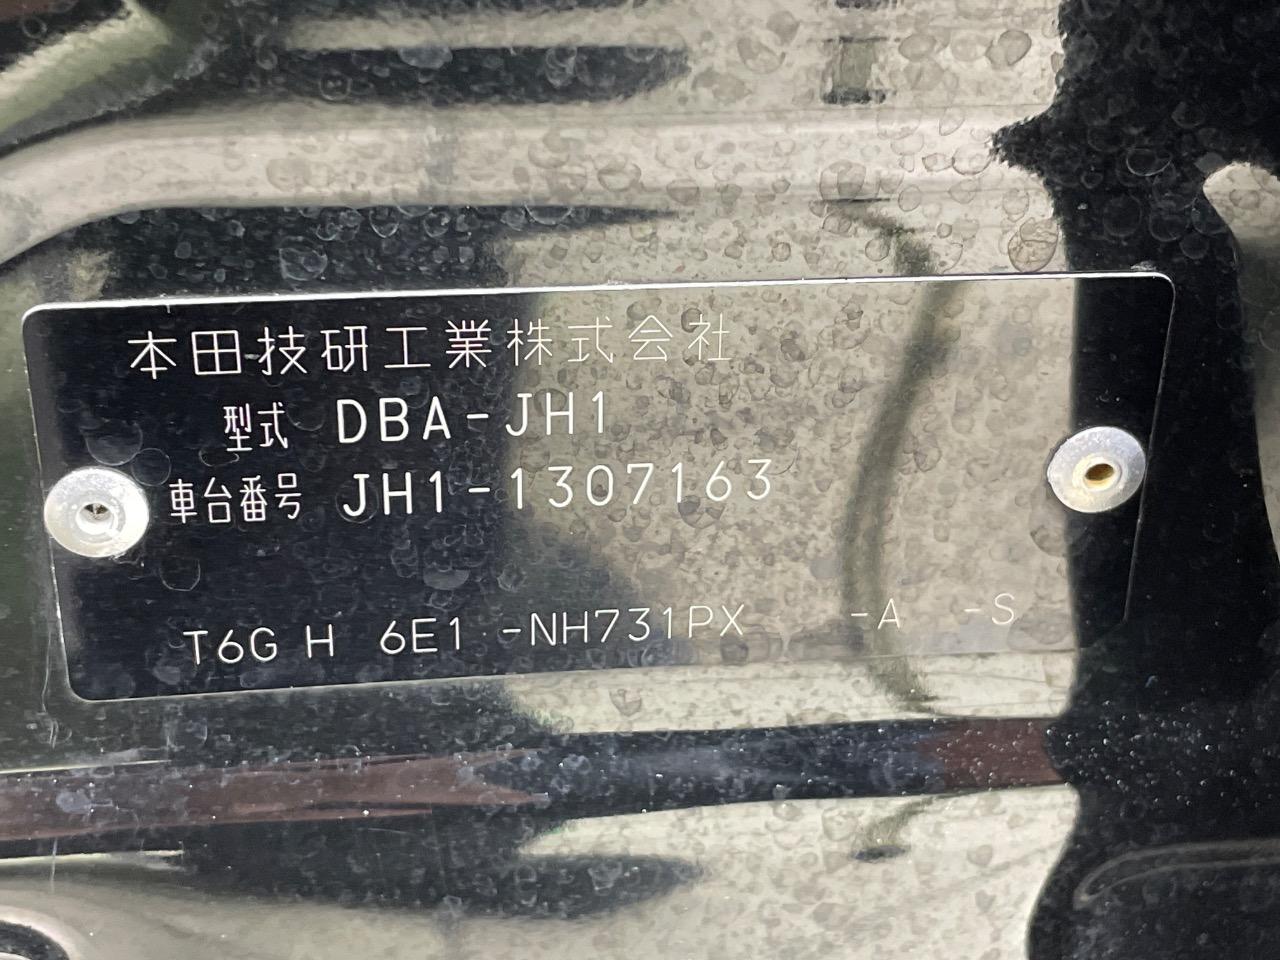 本田技研工業株式会社
型式 DBA-JH1
車台番号 JH1-1307163
T6G H 6E1 -NH731PX -A -S